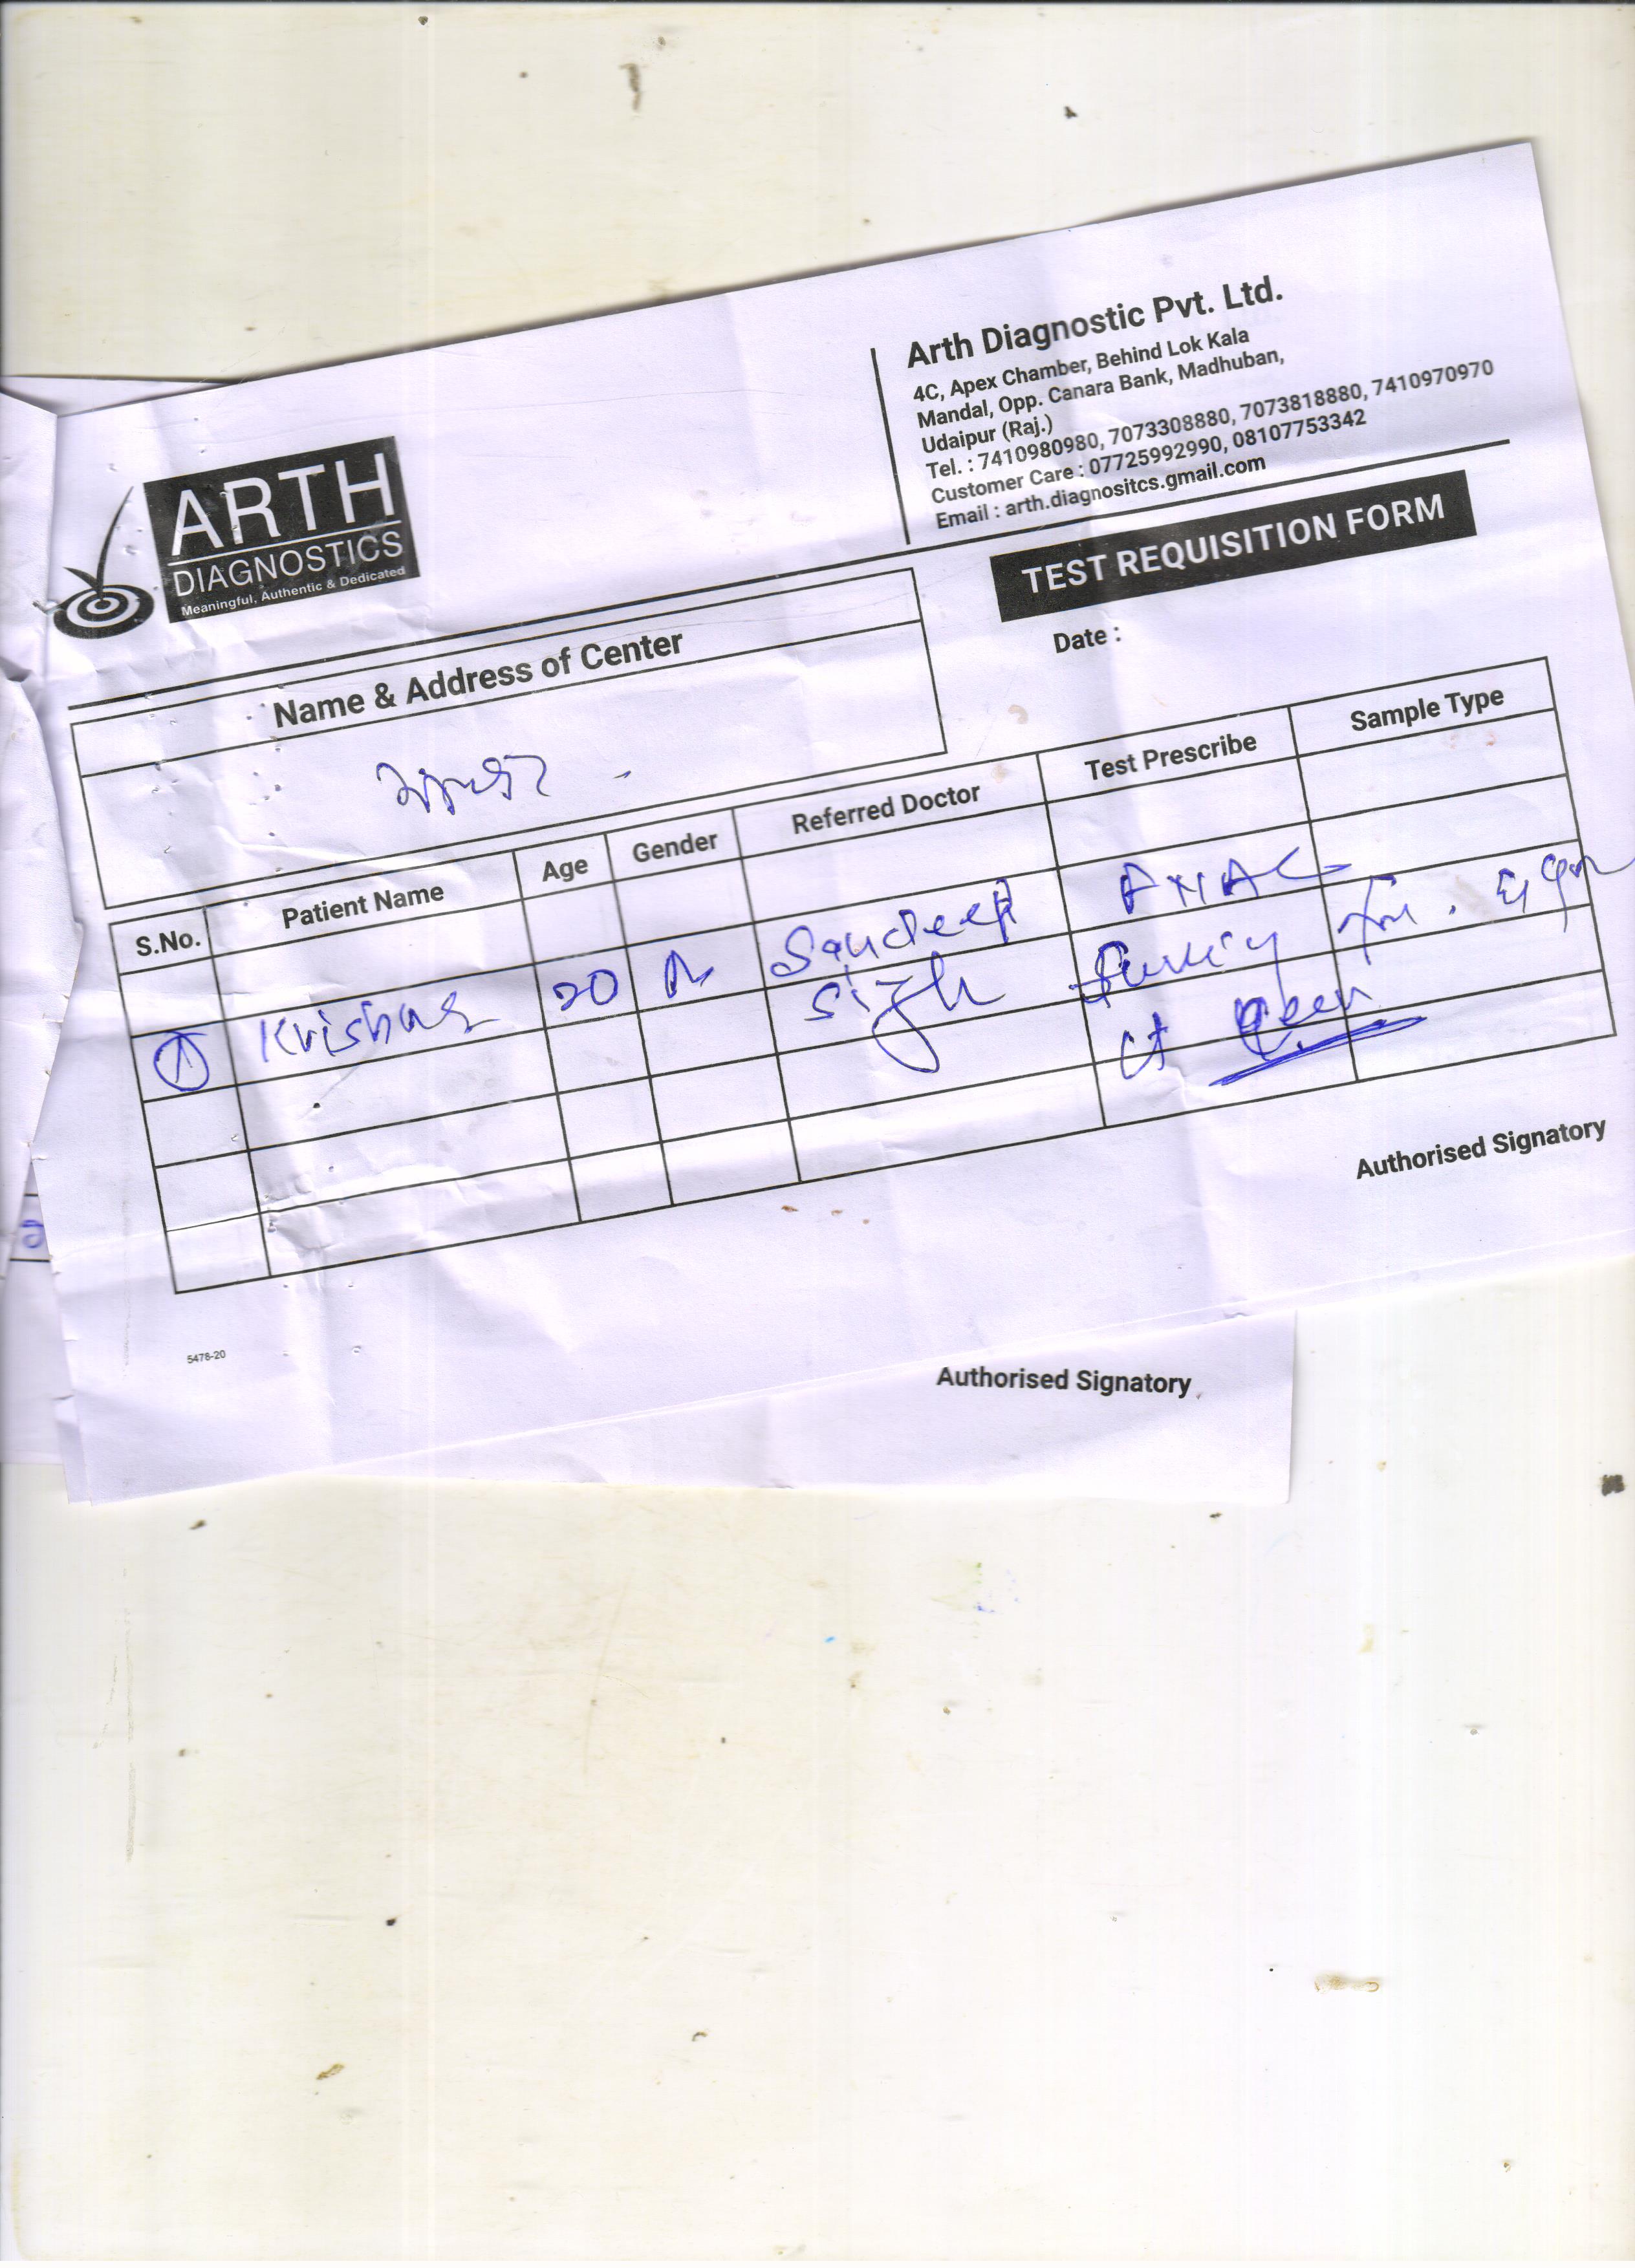 Arth Diagnostic Pvt. Ltd.
4C, Apex Chamber, Behind Lok Kala
Mandal, Opp. Canara Bank, Madhuban,
Udaipur (Raj.)
Tel. : 7410980980, 7073308880, 7073818880, 7410970970
Customer Care : 07725992990, 08107753342
Email : arth.diagnositcs.gmail.com
ARTH
DIAGNOSTICS
Meaningful, Authentic & Dedicated
TEST REQUISITION FORM
Name & Address of Center
Date :
S.No. Patient Name Age Gender Referred Doctor Test Prescribe Sample Type
1 Krishna 20 Sandeep FNAC
Singh
Authorised Signatory
5478-20
Authorised Signatory